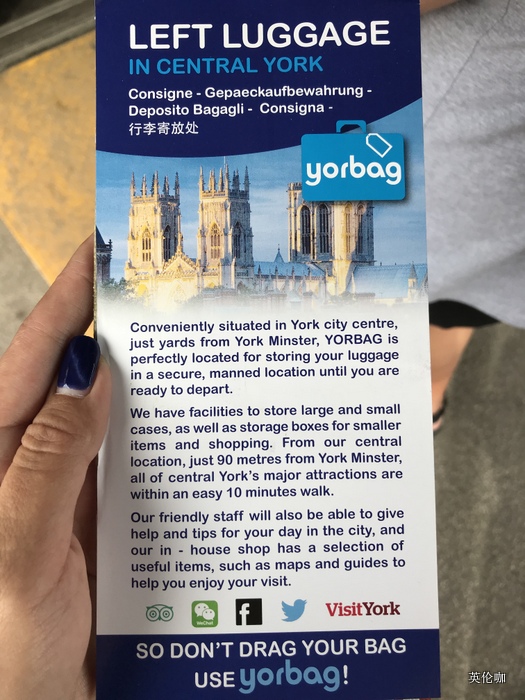 LEFT LUGGAGE
IN CENTRAL YORK
Consigne - Gepaeckaufbewahrung -
Deposito Bagagli - Consigna -
行李寄放处
yorbag
Conveniently situated in York city centre,
just yards from York Minster, YORBAG is
perfectly located for storing your luggage
in a secure, manned location until you are
ready to depart.
We have facilities to store large and small
cases, as well as storage boxes for smaller
items and shopping. From our central
location, just 90 metres from York Minster,
all of central York's major attractions are
within an easy 10 minutes walk.
Our friendly staff will also be able to give
help and tips for your day in the city, and
our in - house shop has a selection of
useful items, such as maps and guides to
help you enjoy your visit.
WeChat
f
VisitYork
SO DON'T DRAG YOUR BAG
USE yorbag!
英伦咖